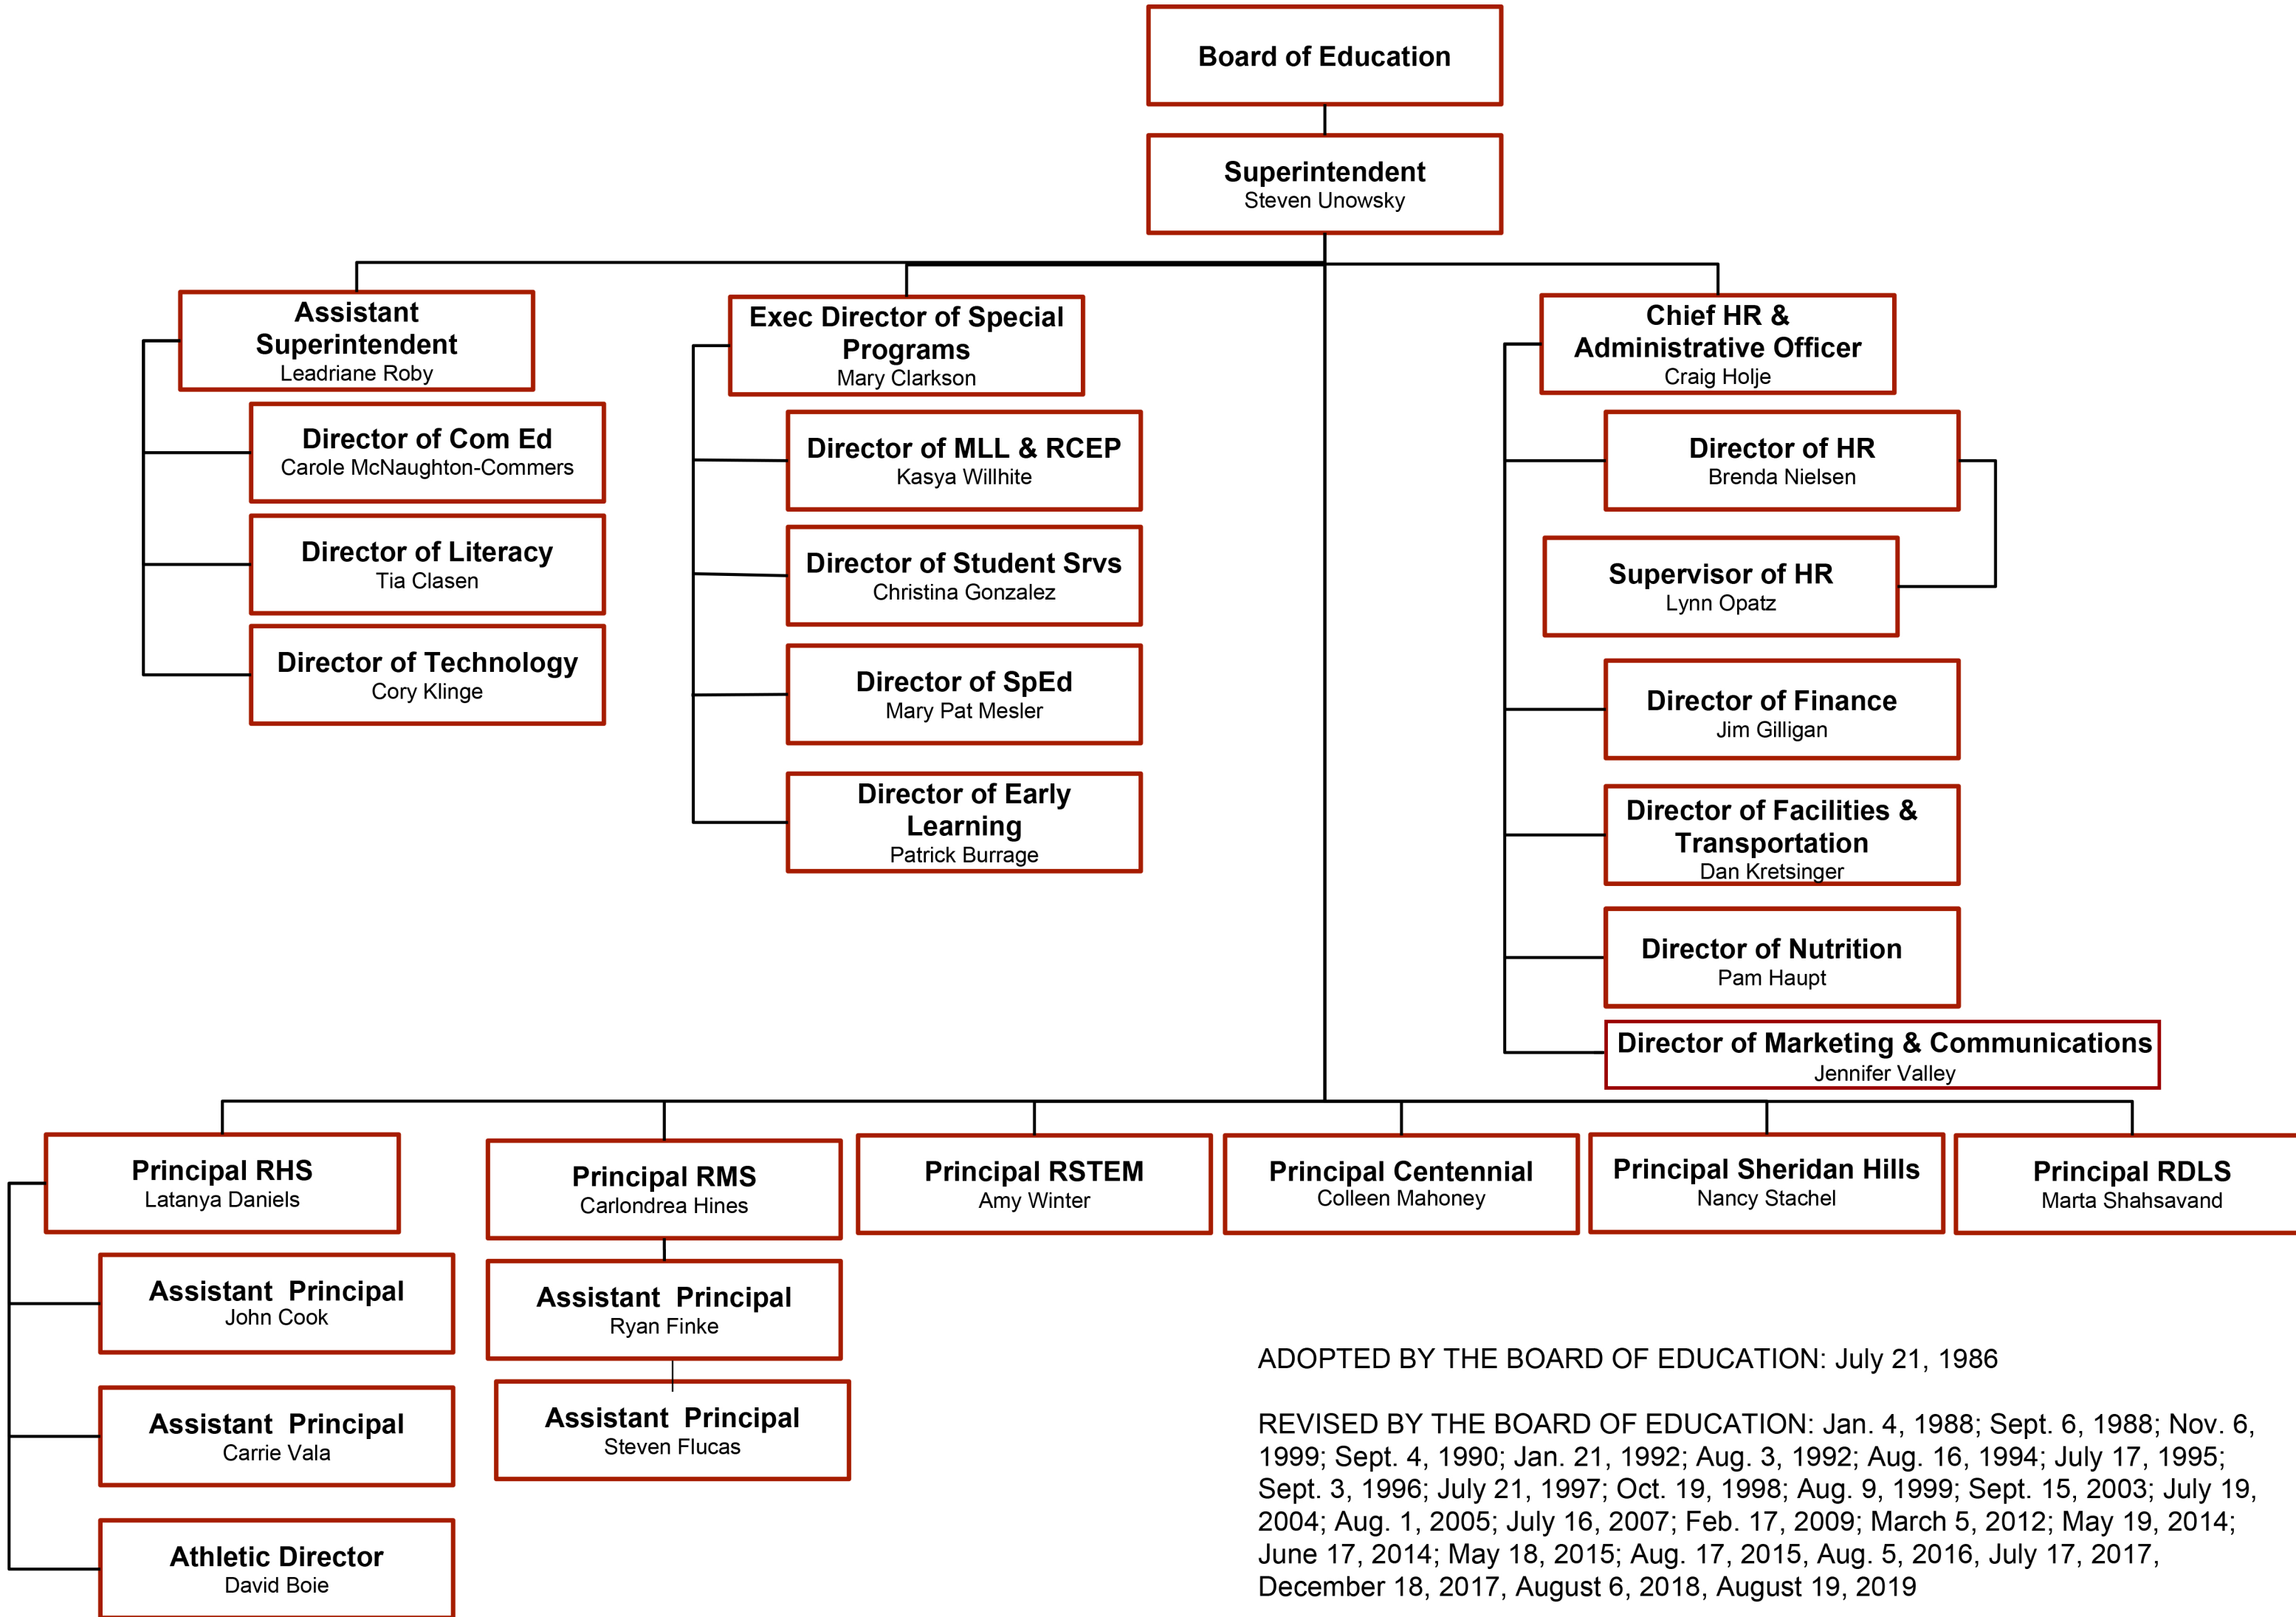 Board of Education
Superintendent
Steven Unowsky
Assistant
Superintendent
Leadriane Roby
Director of Com Ed
Carole McNaughton-Commers
Director of Literacy
Tia Clasen
Director of Technology
Cory Klinge
Exec Director of Special
Programs
Mary Clarkson
Director of MLL & RCEP
Kasya Willhite
Director of Student Srvs
Christina Gonzalez
Director of SpEd
Mary Pat Mesler
Director of Early
Learning
Patrick Burrage
Chief HR &
Administrative Officer
Craig Holje
Director of HR
Brenda Nielsen
Supervisor of HR
Lynn Opatz
Director of Finance
Jim Gilligan
Director of Facilities &
Transportation
Dan Kretsinger
Director of Nutrition
Pam Haupt
Director of Marketing & Communications
Jennifer Valley
Principal RHS
Latanya Daniels
Assistant  Principal
John Cook
Assistant  Principal
Carrie Vala
Athletic Director
David Boie
Principal RMS
Carlondrea Hines
Assistant  Principal
Ryan Finke
Assistant  Principal
Steven Flucas
Principal RSTEM
Amy Winter
Principal Centennial
Colleen Mahoney
Principal Sheridan Hills
Nancy Stachel
Principal RDLS
Marta Shahsavand
ADOPTED BY THE BOARD OF EDUCATION: July 21, 1986
REVISED BY THE BOARD OF EDUCATION: Jan. 4, 1988; Sept. 6, 1988; Nov. 6,
1999; Sept. 4, 1990; Jan. 21, 1992; Aug. 3, 1992; Aug. 16, 1994; July 17, 1995;
Sept. 3, 1996; July 21, 1997; Oct. 19, 1998; Aug. 9, 1999; Sept. 15, 2003; July 19,
2004; Aug. 1, 2005; July 16, 2007; Feb. 17, 2009; March 5, 2012; May 19, 2014;
June 17, 2014; May 18, 2015; Aug. 17, 2015, Aug. 5, 2016, July 17, 2017,
December 18, 2017, August 6, 2018, August 19, 2019